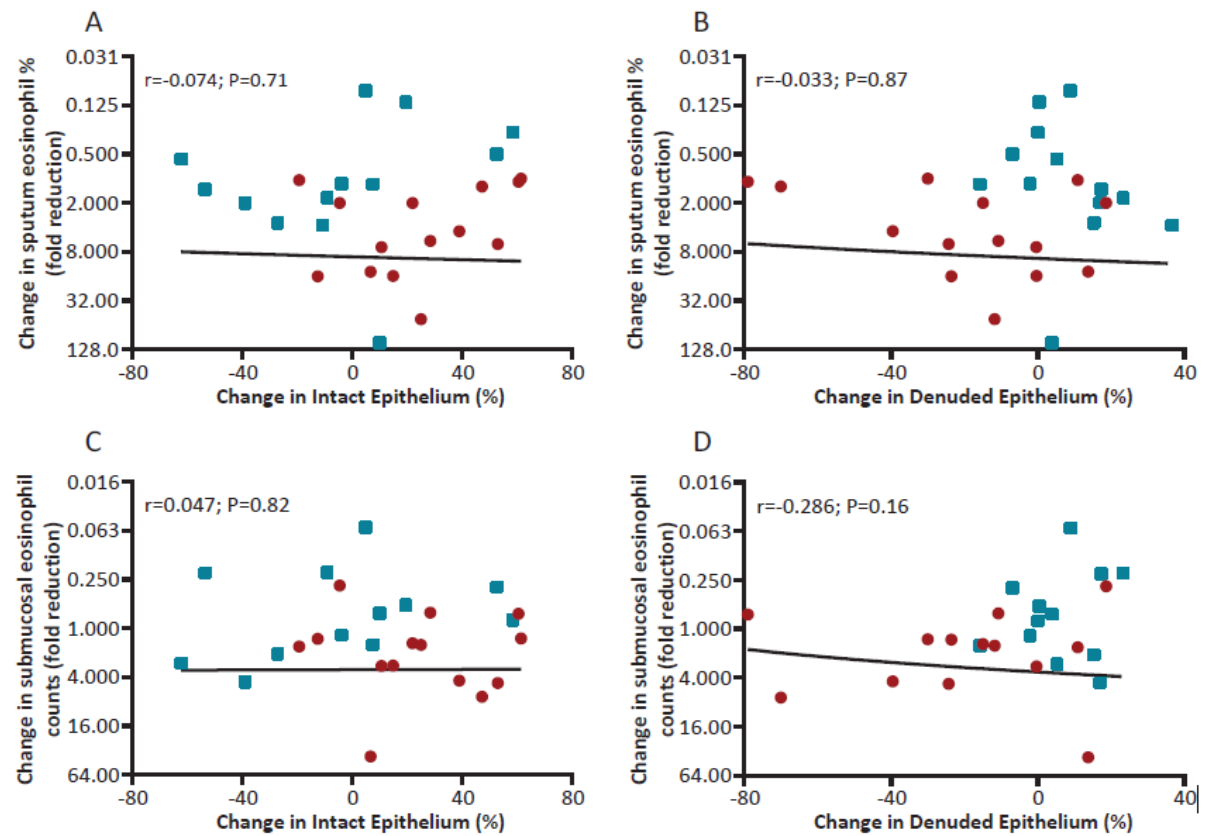 A
Change in sputum eosinophil %
(fold reduction)
0.031
0.125
0.500
2.000
8.000
32.00
128.0
r=-0.074; P=0.71
-80
-40
0
40
80
Change in Intact Epithelium (%)
B
Change in sputum eosinophil %
(fold reduction)
0.031
0.125
0.500
2.000
8.000
32.00
128.0
r=-0.033; P=0.87
-80
-40
0
40
Change in Denuded Epithelium (%)
C
Change in submucosal eosinophil
counts (fold reduction)
0.016
0.063
0.250
1.000
4.000
16.00
64.00
r=0.047; P=0.82
-80
-40
0
40
80
Change in Intact Epithelium (%)
D
Change in submucosal eosinophil
counts (fold reduction)
0.016
0.063
0.250
1.000
4.000
16.00
64.00
r=-0.286; P=0.16
-80
-40
0
40
Change in Denuded Epithelium (%)